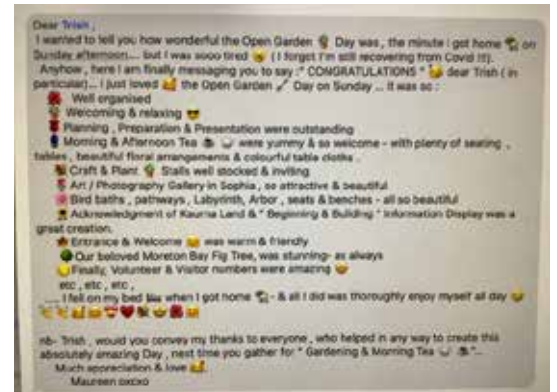 Dear Trish ,
I wanted to tell you how wonderful the Open Garden 💐 Day was, the minute I got home 🏡 on
Sunday afternoon.... but I was sooo tired 😴 ( I forgot I'm still recovering from Covid !!!).
Anyhow , here I am finally messaging you to say :" CONGRATULATIONS " dear Trish ( in
particular)... I just loved the Open Garden Day on Sunday ... it was so :
Well organised
Welcoming & relaxing 😎
Planning , Preparation & Presentation were outstanding
Morning & Afternoon Tea were yummy & so welcome - with plenty of seating ,
tables , beautiful floral arrangements & colourful table cloths .
Craft & Plant Stalls well stocked & inviting
Art / Photography Gallery in Sophia , so attractive & beautiful
Bird baths , pathways , Labyrinth, Arbor , seats & benches - all so beautiful
Acknowledgment of Kaurna Land & " Beginning & Building " Information Display was a
great creation.
Entrance & Welcome was warm & friendly
Our beloved Moreton Bay Fig Tree, was stunning- as always
Finally, Volunteer & Visitor numbers were amazing
etc , etc , etc ,
.... I fell on my bed when I got home - & all I did was thoroughly enjoy myself all day
nb- Trish , would you convey my thanks to everyone , who helped in any way to create this
absolutely amazing Day , next time you gather for " Gardening & Morning Tea "...
Much appreciation & love
Maureen oxoxo